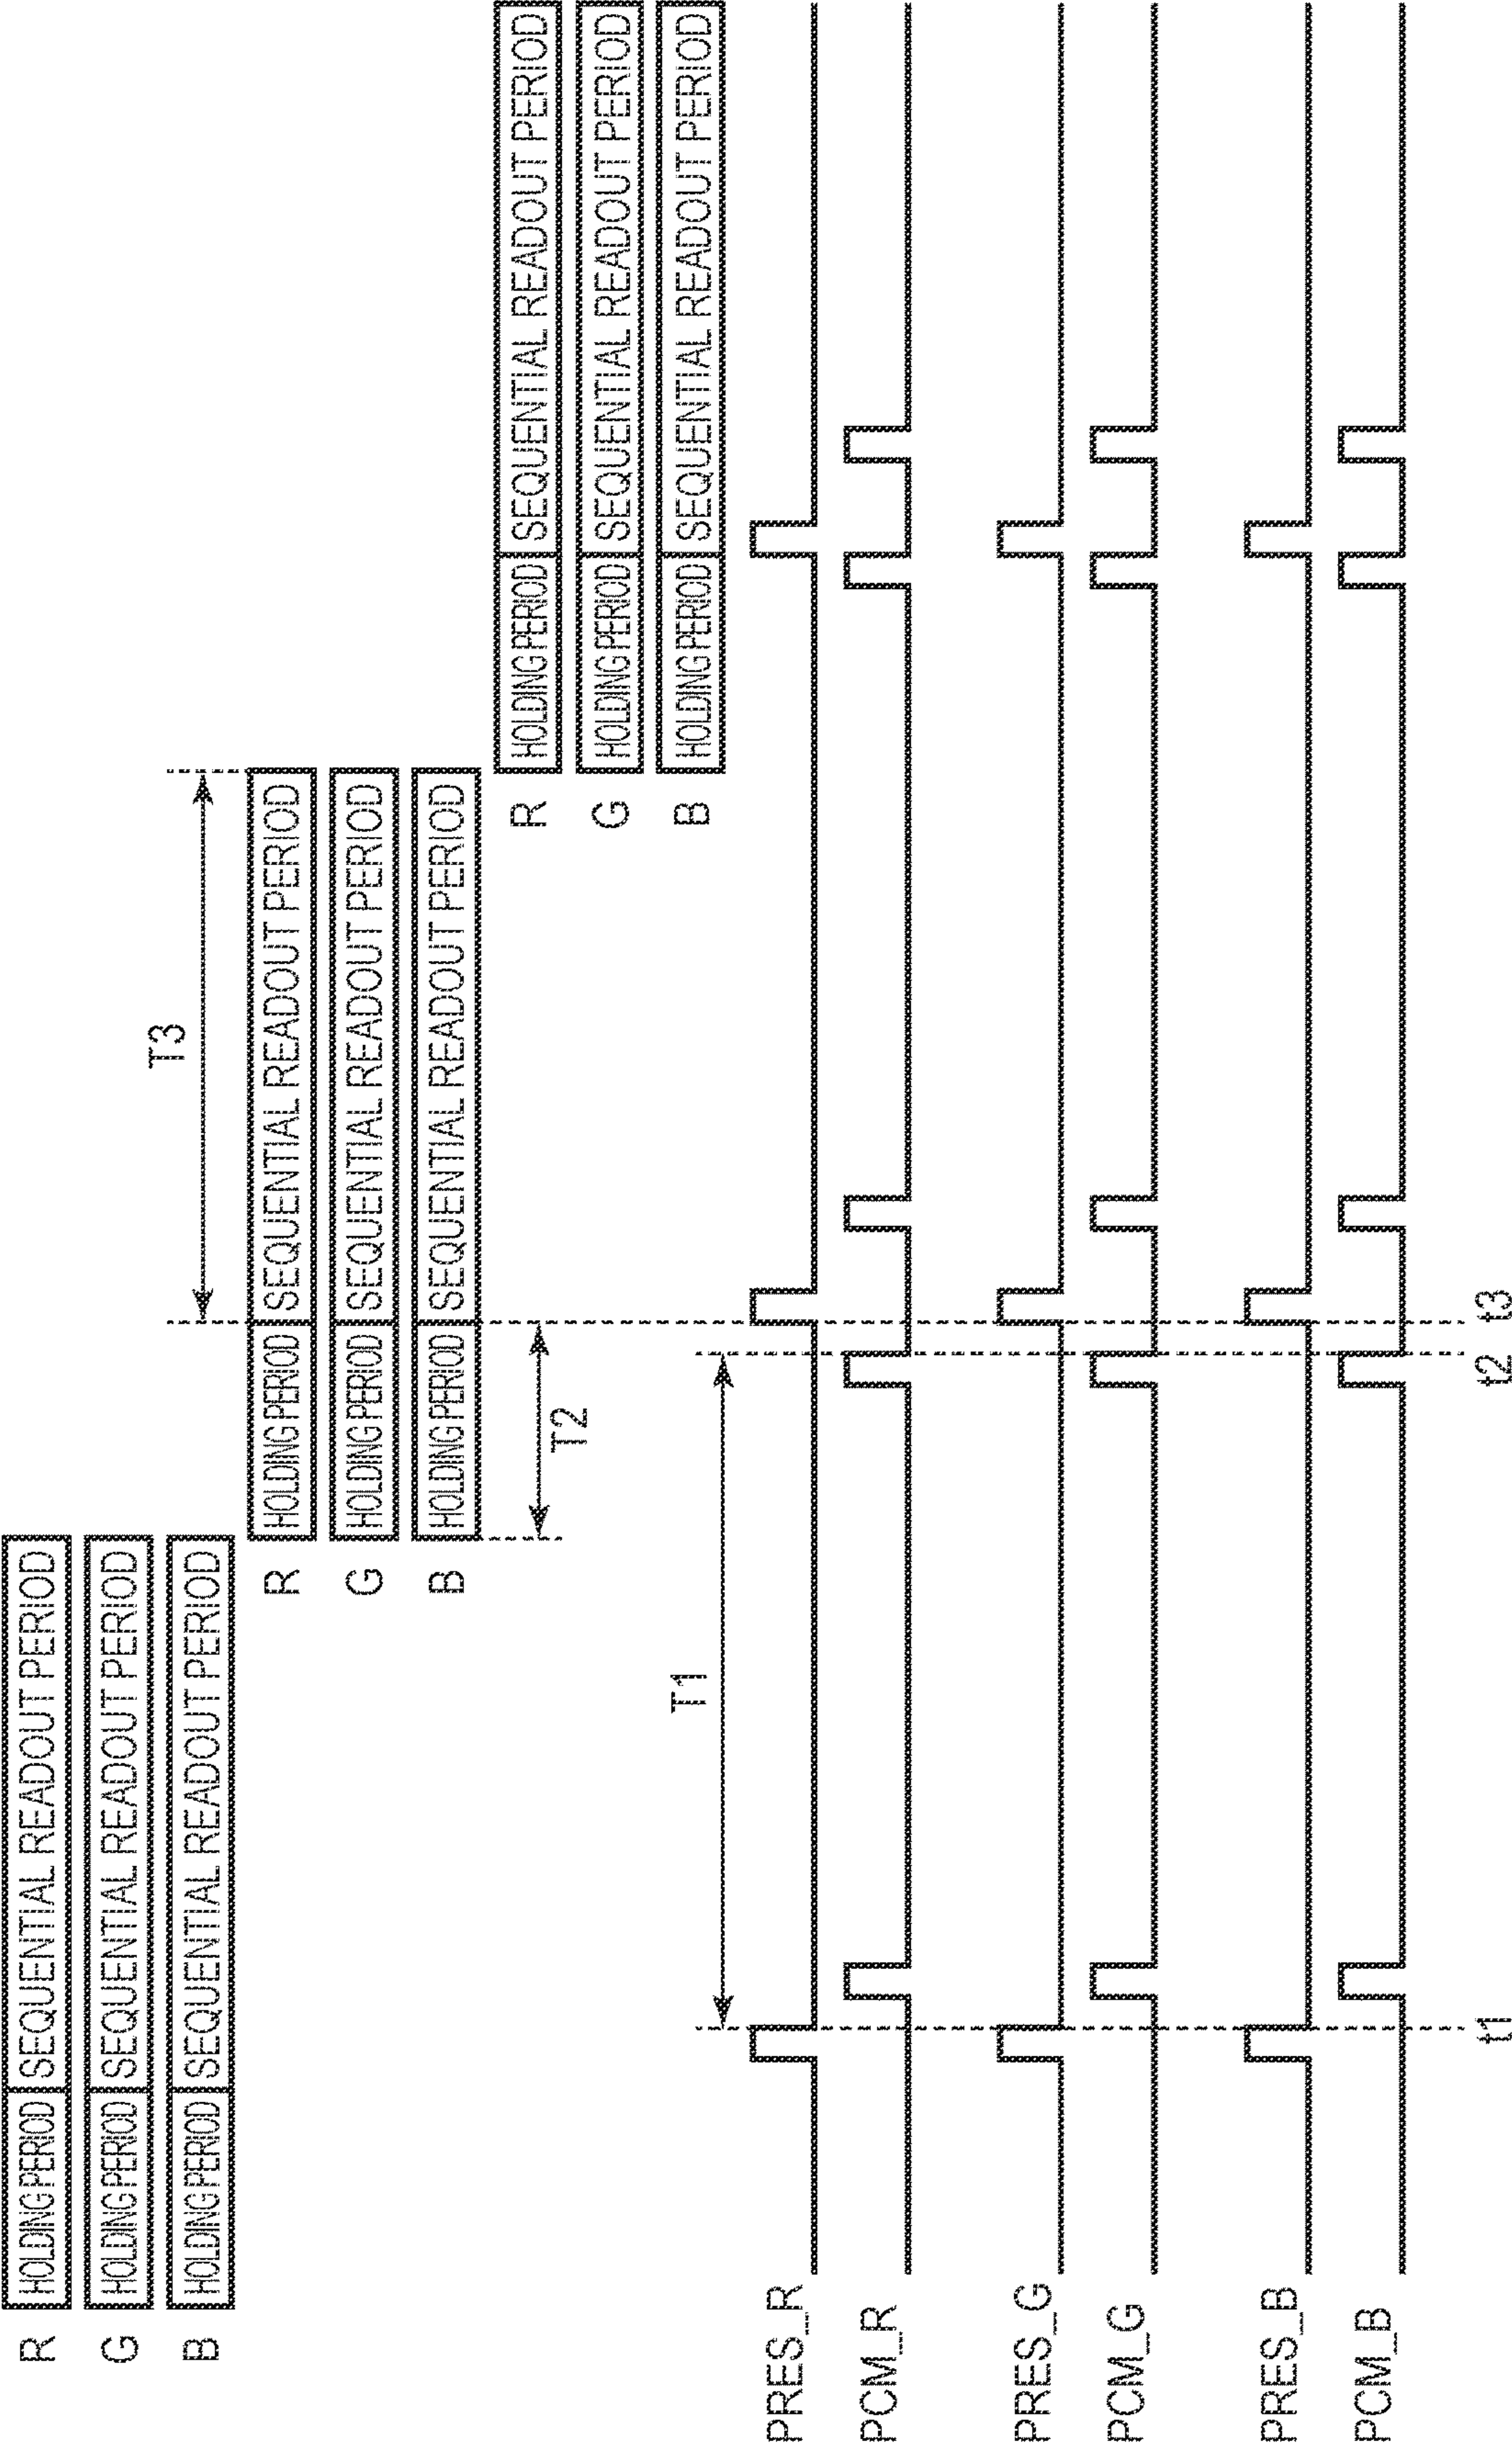 R HOLDING PERIOD SEQUENTIAL READOUT PERIOD
G HOLDING PERIOD SEQUENTIAL READOUT PERIOD
B HOLDING PERIOD SEQUENTIAL READOUT PERIOD
T3
R HOLDING PERIOD SEQUENTIAL READOUT PERIOD
G HOLDING PERIOD SEQUENTIAL READOUT PERIOD
B HOLDING PERIOD SEQUENTIAL READOUT PERIOD
T2
R HOLDING PERIOD SEQUENTIAL READOUT PERIOD
G HOLDING PERIOD SEQUENTIAL READOUT PERIOD
B HOLDING PERIOD SEQUENTIAL READOUT PERIOD
T1
PRES_R
PCM_R
PRES_G
PCM_G
PRES_B
PCM_B
t1 t2 t3